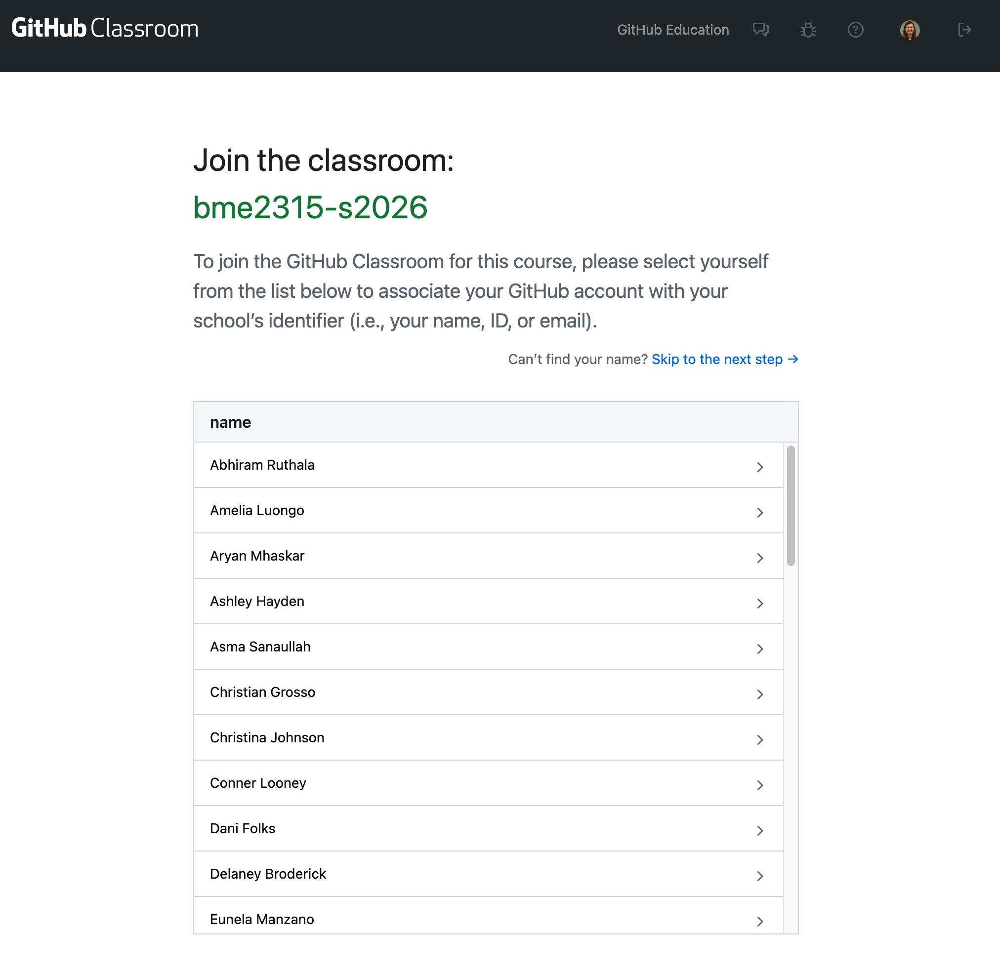 GitHub Classroom
GitHub Education
Join the classroom:
bme2315-s2026
To join the GitHub Classroom for this course, please select yourself
from the list below to associate your GitHub account with your
school’s identifier (i.e., your name, ID, or email).
Can’t find your name? Skip to the next step →
name
Abhiram Ruthala
Amelia Luongo
Aryan Mhaskar
Ashley Hayden
Asma Sanaullah
Christian Grosso
Christina Johnson
Conner Looney
Dani Folks
Delaney Broderick
Eunela Manzano